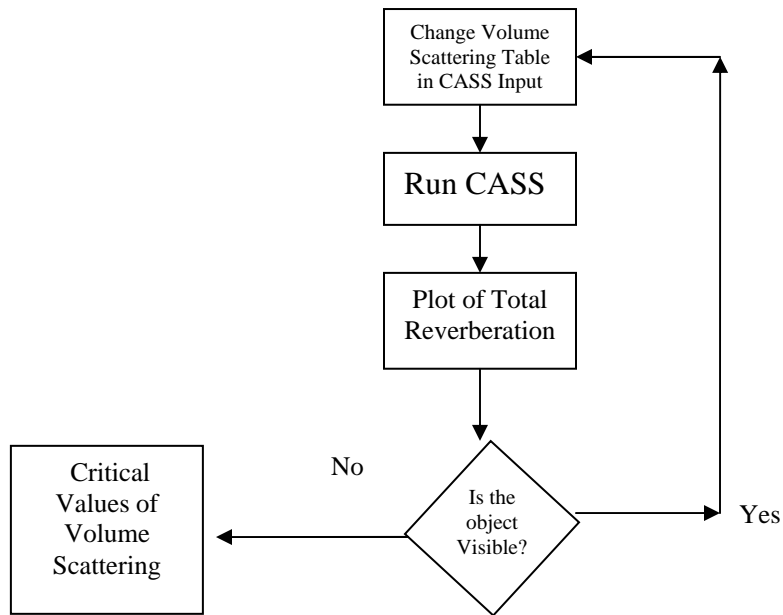 Change Volume
Scattering Table
in CASS Input
Run CASS
Plot of Total
Reverberation
No
Is the
object
Visible?
Yes
Critical
Values of
Volume
Scattering